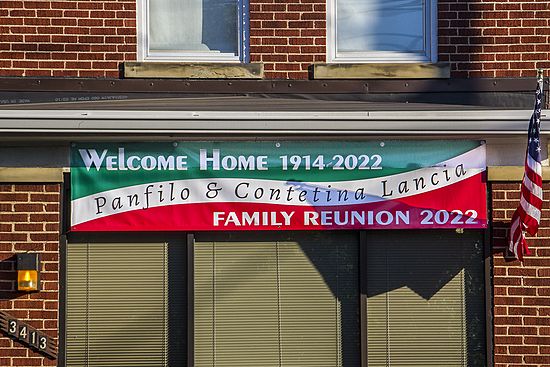 Welcome Home 1914-2022
Panfilo & Contetina Lancia
Family Reunion 2022
3413